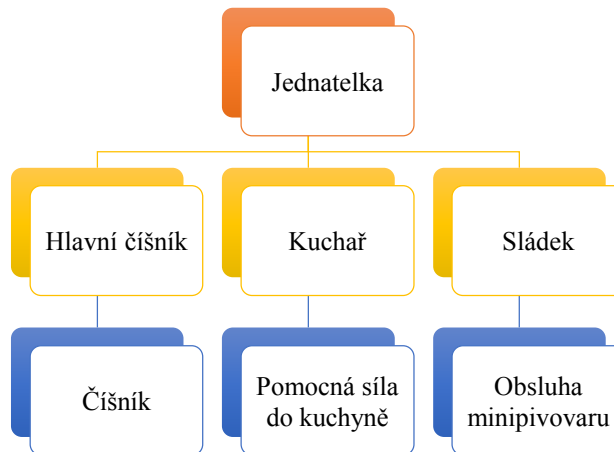 Jednatelka
Hlavní číšník
Kuchař
Sládek
Číšník
Pomocná síla
do kuchyně
Obsluha
minipivovaru